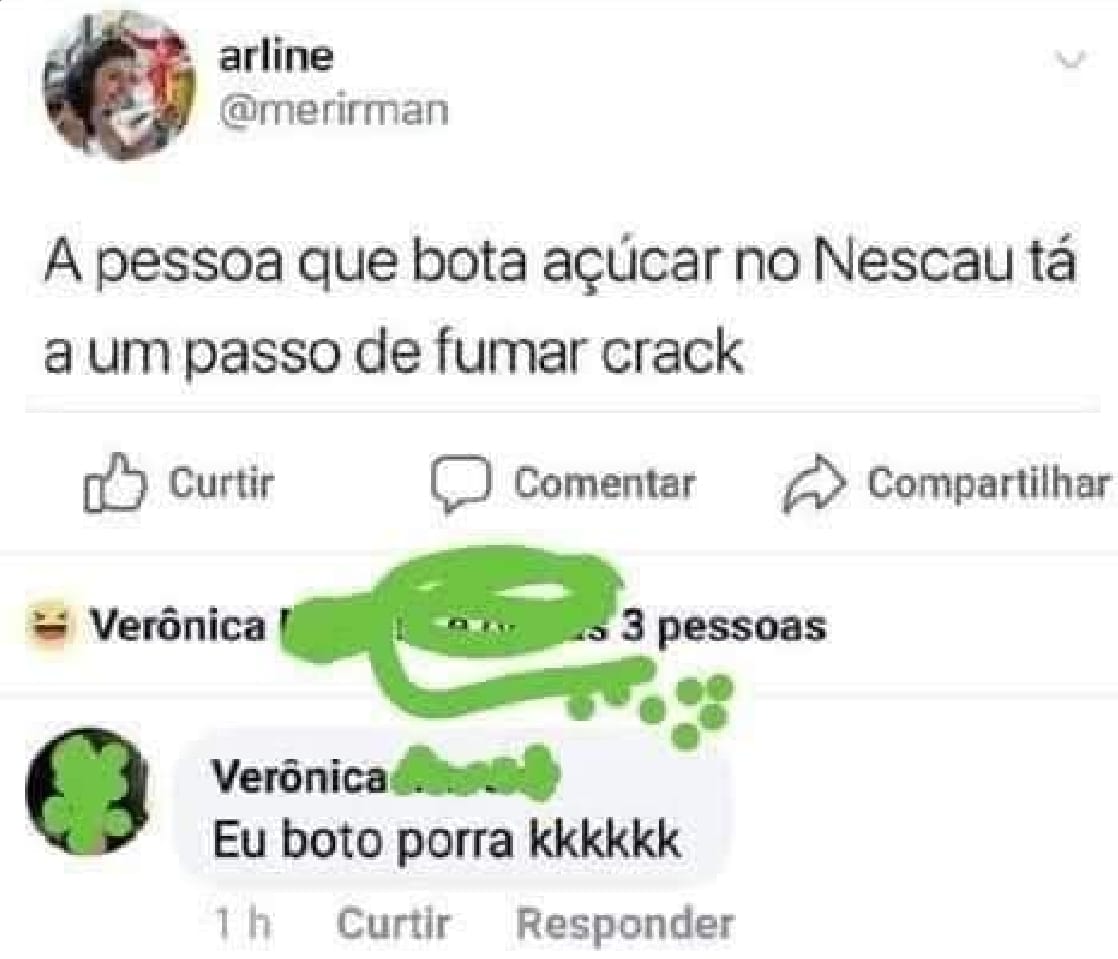 arline
@merirman
A pessoa que bota açúcar no Nescau tá
a um passo de fumar crack
Curtir Comentar Compartilhar
Verônica 3 pessoas
Verônica
Eu boto porra kkkkkk
1 h Curtir Responder